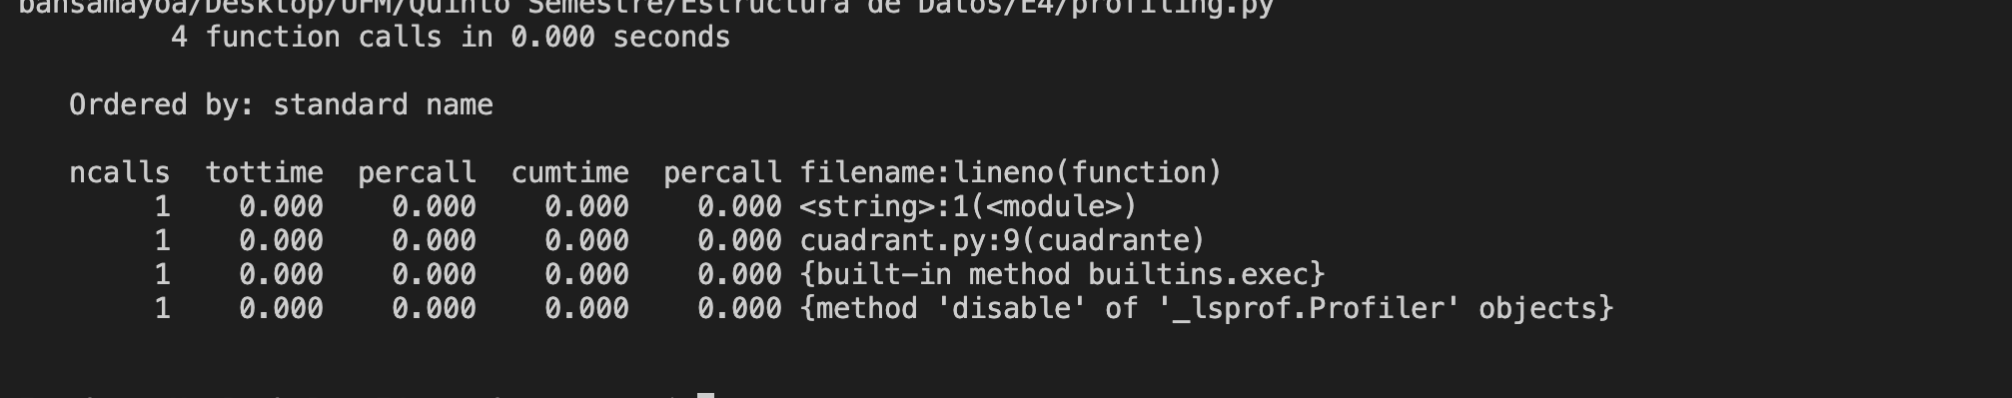 bansamayoa/Desktop/UFM/Quinto Semestre/Estructura de Datos/E4/profiling.py
4 function calls in 0.000 seconds
Ordered by: standard name
ncalls  tottime  percall  cumtime  percall filename:lineno(function)
1    0.000    0.000    0.000    0.000 <string>:1(<module>)
1    0.000    0.000    0.000    0.000 cuadrant.py:9(cuadrante)
1    0.000    0.000    0.000    0.000 {built-in method builtins.exec}
1    0.000    0.000    0.000    0.000 {method 'disable' of '_lsprof.Profiler' objects}